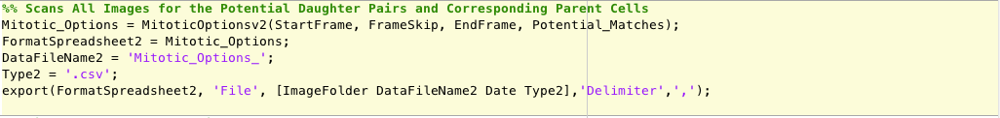 %% Scans All Images for the Potential Daughter Pairs and Corresponding Parent Cells
Mitotic_Options = MitoticOptionsv2(StartFrame, FrameSkip, EndFrame, Potential_Matches);
FormatSpreadsheet2 = Mitotic_Options;
DataFileName2 = 'Mitotic_Options_';
Type2 = '.csv';
export(FormatSpreadsheet2, 'File', [ImageFolder DataFileName2 Date Type2],'Delimiter',',');